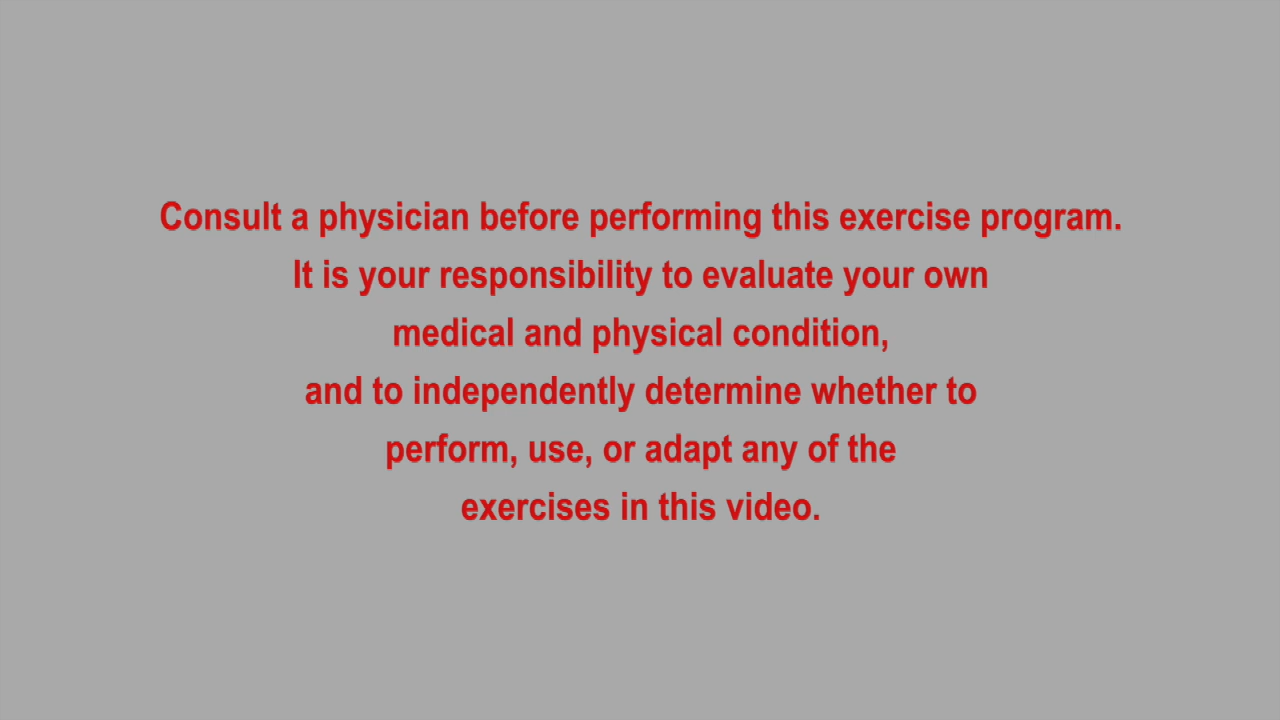 Consult a physician before performing this exercise program.
It is your responsibility to evaluate your own
medical and physical condition,
and to independently determine whether to
perform, use, or adapt any of the
exercises in this video.